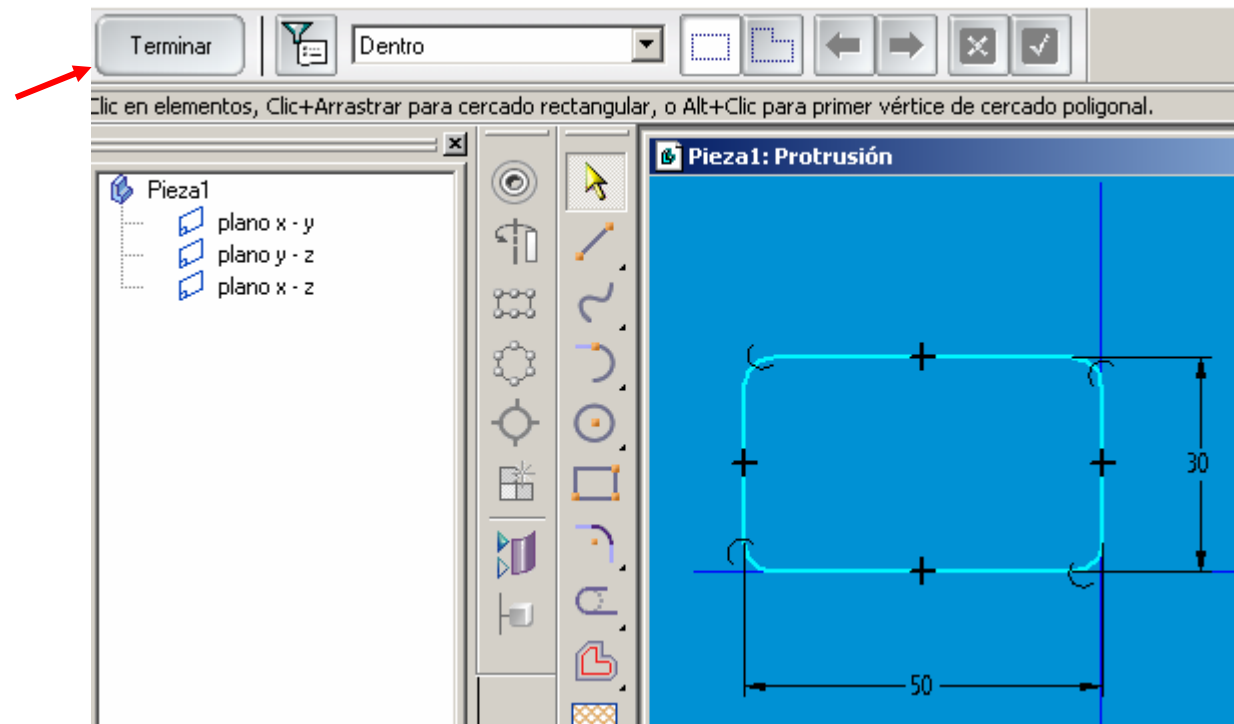 Terminar
Dentro
Clic en elementos, Clic+Arrastrar para cercado rectangular, o Alt+Clic para primer vértice de cercado poligonal.
Pieza1: Protrusión
Pieza1
plano x - y
plano y - z
plano x - z
30
50